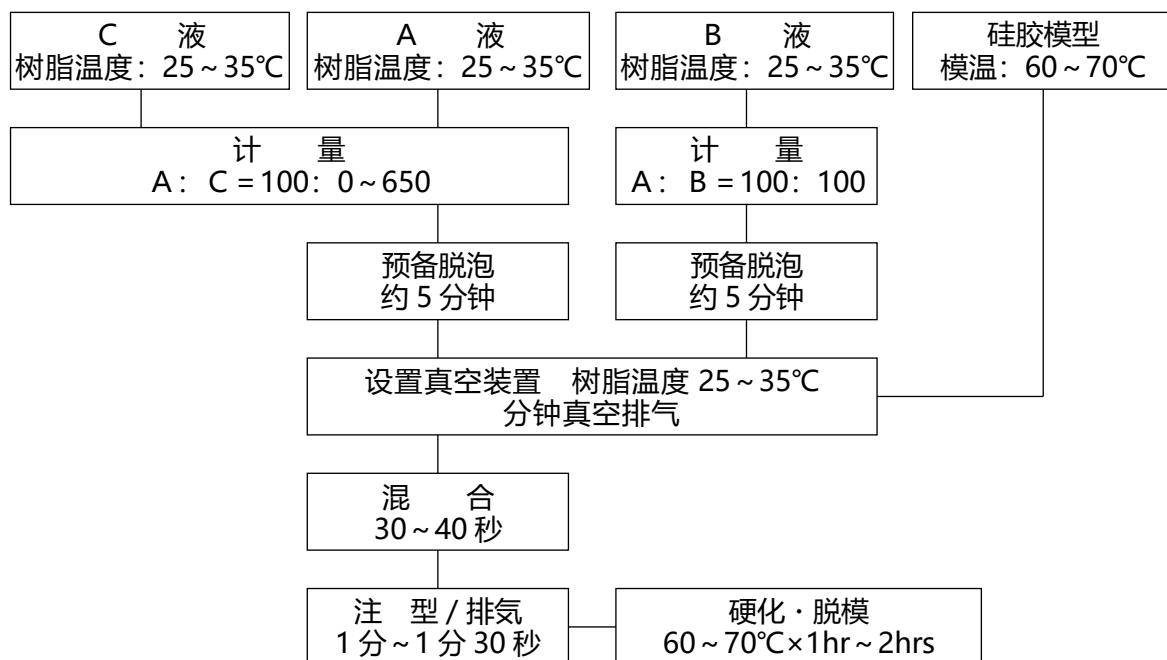 C 液
树脂温度：25～35℃
A 液
树脂温度：25～35℃
B 液
树脂温度：25～35℃
硅胶模型
模温：60～70℃
计 量
A：C＝100：0～650
计 量
A：B＝100：100
预备脱泡
约 5 分钟
预备脱泡
约 5 分钟
设置真空装置 树脂温度 25～35℃
分钟真空排气
混 合
30～40 秒
注 型 / 排气
1 分～1 分 30 秒
硬化・脱模
60～70℃×1hr～2hrs